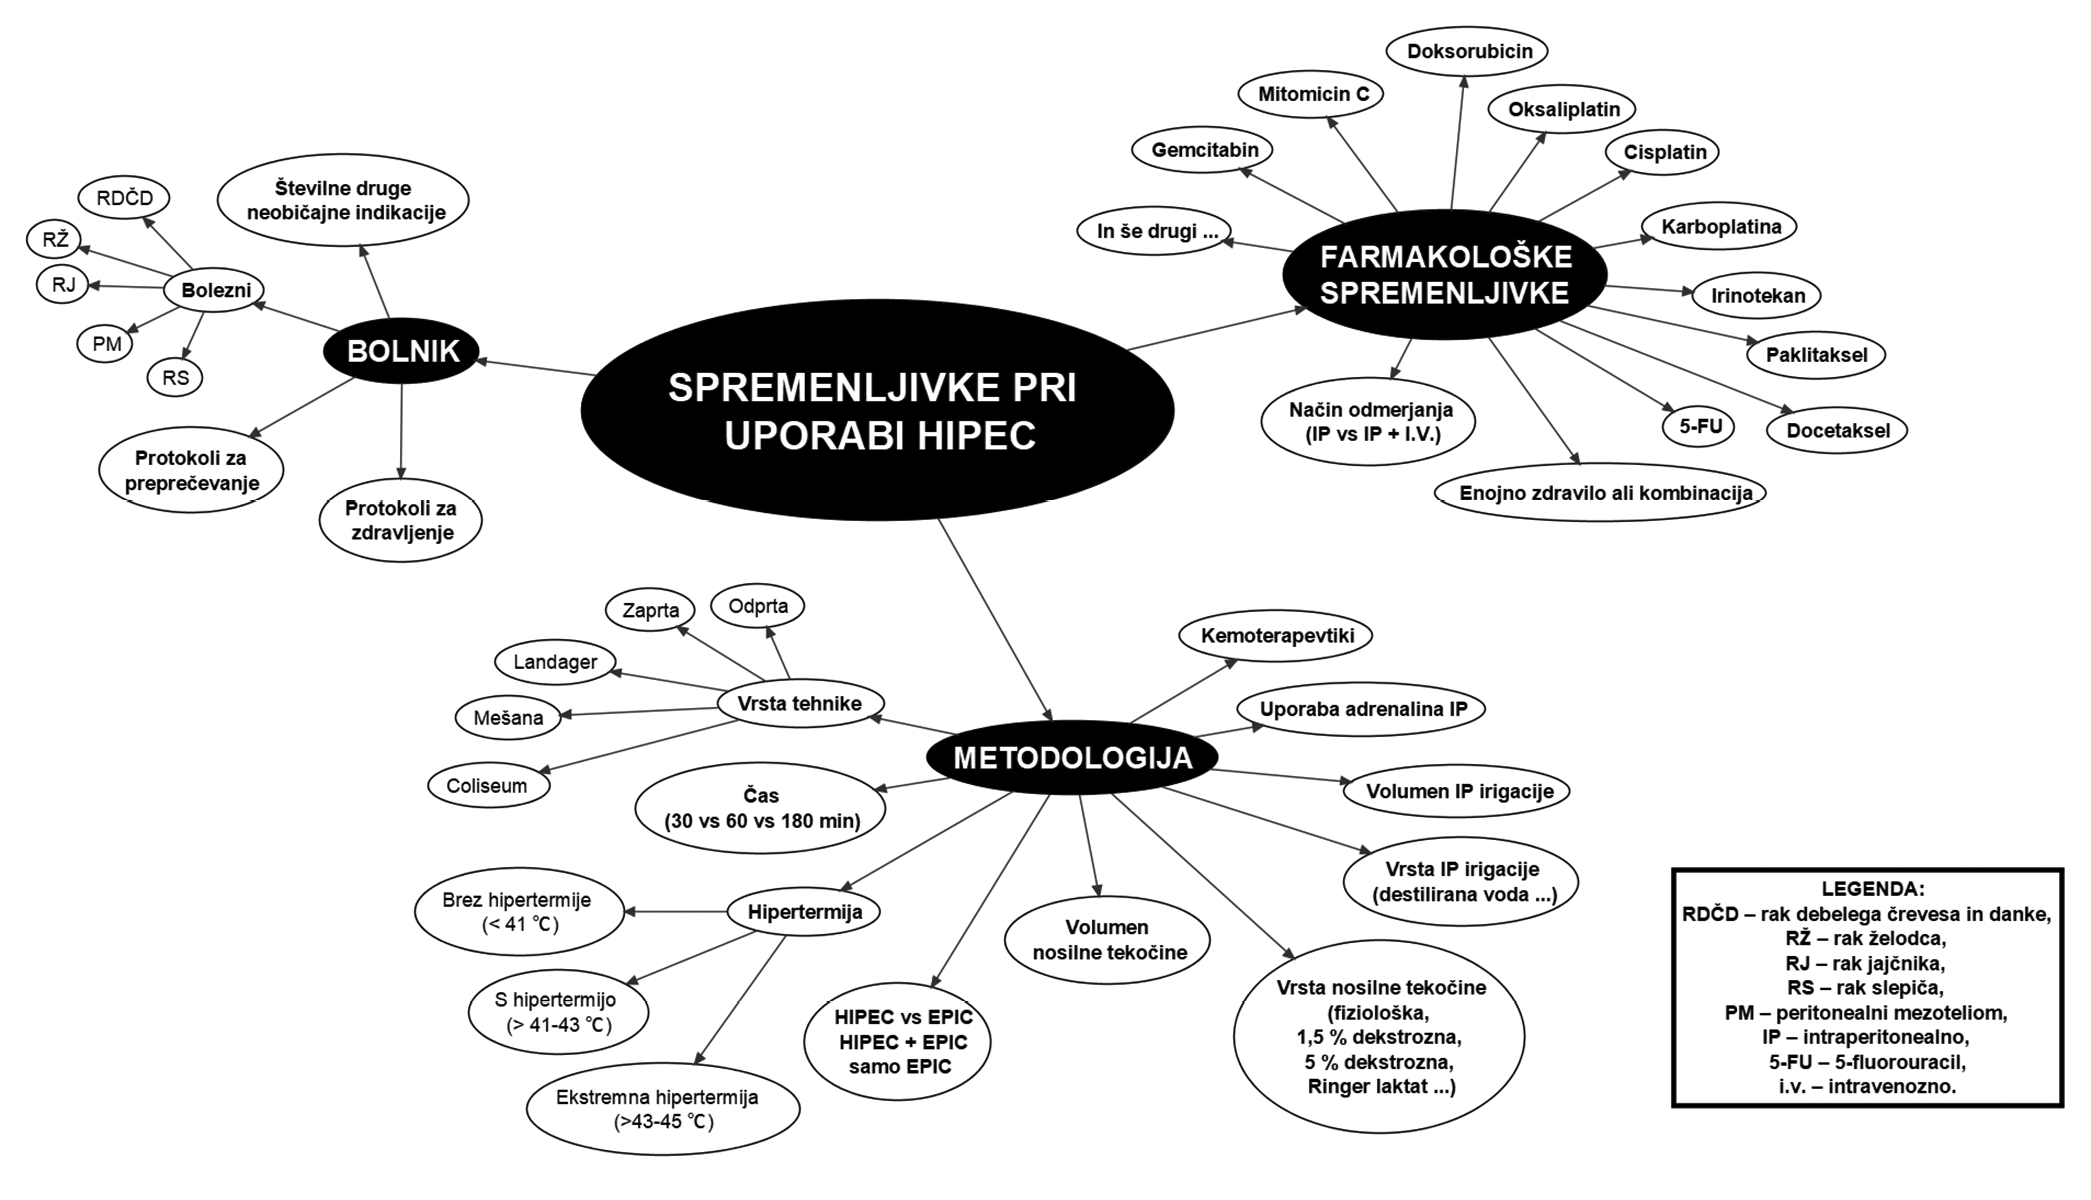 SPREMENLJIVKE PRI
UPORABI HIPEC
BOLNIK
Številne druge
neobičajne indikacije
Bolezni
RDČD
RŽ
RJ
PM
RS
Protokoli za
preprečevanje
Protokoli za
zdravljenje
FARMAKOLOŠKE
SPREMENLJIVKE
In še drugi ...
Gemcitabin
Mitomicin C
Doksorubicin
Oksaliplatin
Cisplatin
Karboplatina
Irinotekan
Paklitaksel
Docetaksel
5-FU
Enojno zdravilo ali kombinacija
Način odmerjanja
(IP vs IP + I.V.)
METODOLOGIJA
Vrsta tehnike
Odprta
Zaprta
Landager
Mešana
Coliseum
Čas
(30 vs 60 vs 180 min)
Hipertermija
Brez hipertermije
(< 41 °C)
S hipertermijo
(> 41-43 °C)
Ekstremna hipertermija
(>43-45 °C)
HIPEC vs EPIC
HIPEC + EPIC
samo EPIC
Volumen
nosilne tekočine
Vrsta nosilne tekočine
(fiziološka,
1,5 % dekstrozna,
5 % dekstrozna,
Ringer laktat ...)
Vrsta IP irigacije
(destilirana voda ...)
Volumen IP irigacije
Uporaba adrenalina IP
Kemoterapevtiki
LEGENDA:
RDČD – rak debelega črevesa in danke,
RŽ – rak želodca,
RJ – rak jajčnika,
RS – rak slepiča,
PM – peritonealni mezoteliom,
IP – intraperitonealno,
5-FU – 5-fluorouracil,
i.v. – intravenozno.